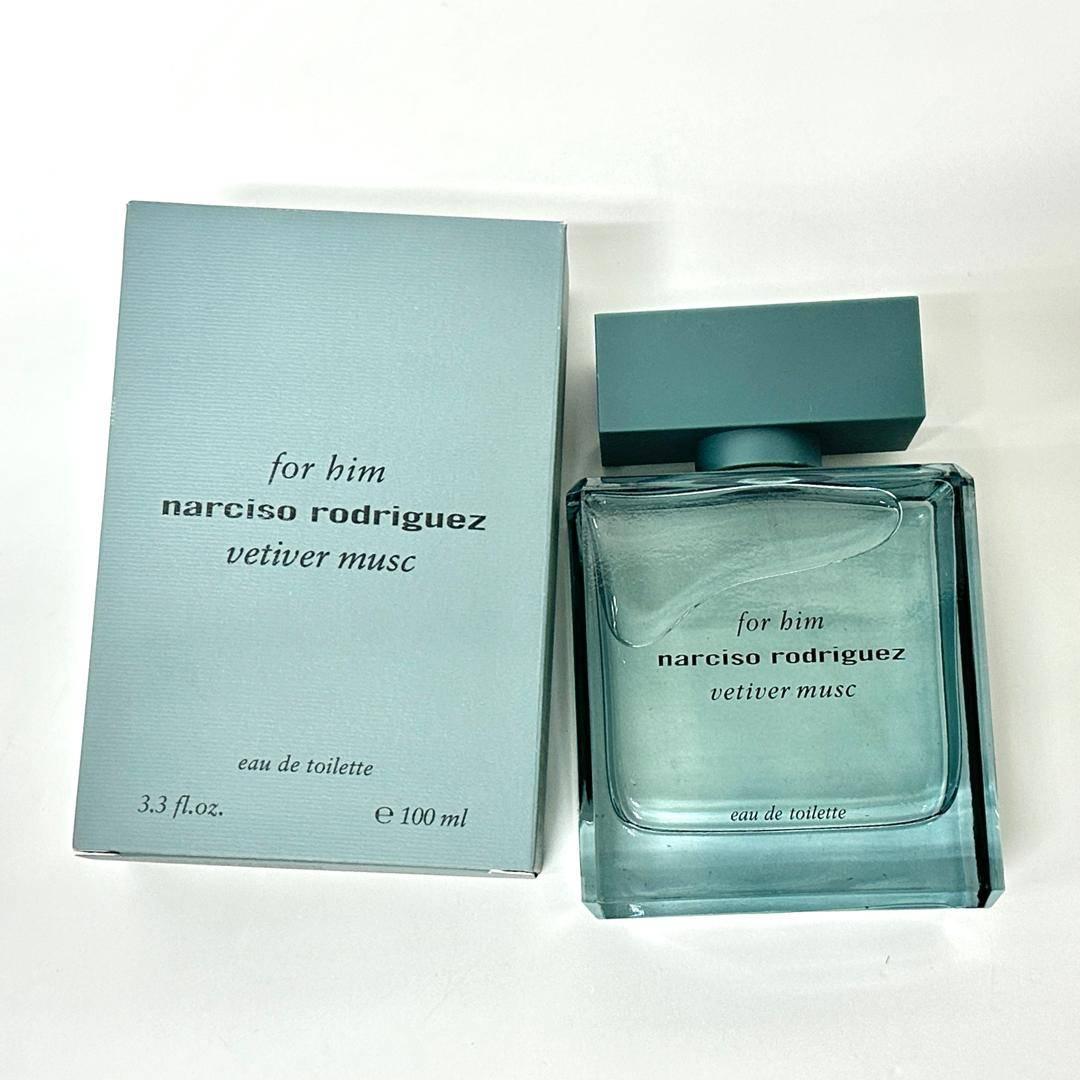 for him
narciso rodriguez
vetiver musc
eau de toilette
3.3 fl.oz. ℮ 100 ml
for him
narciso rodriguez
vetiver musc
eau de toilette